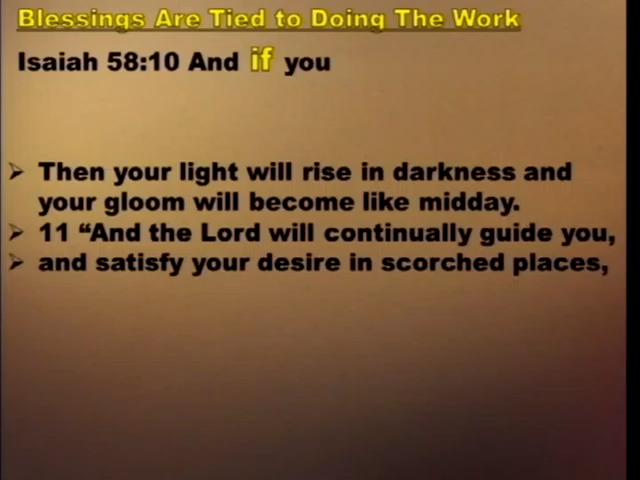 Blessings Are Tied to Doing The Work
Isaiah 58:10 And if you
➢ Then your light will rise in darkness and
your gloom will become like midday.
➢ 11 “And the Lord will continually guide you,
➢ and satisfy your desire in scorched places,